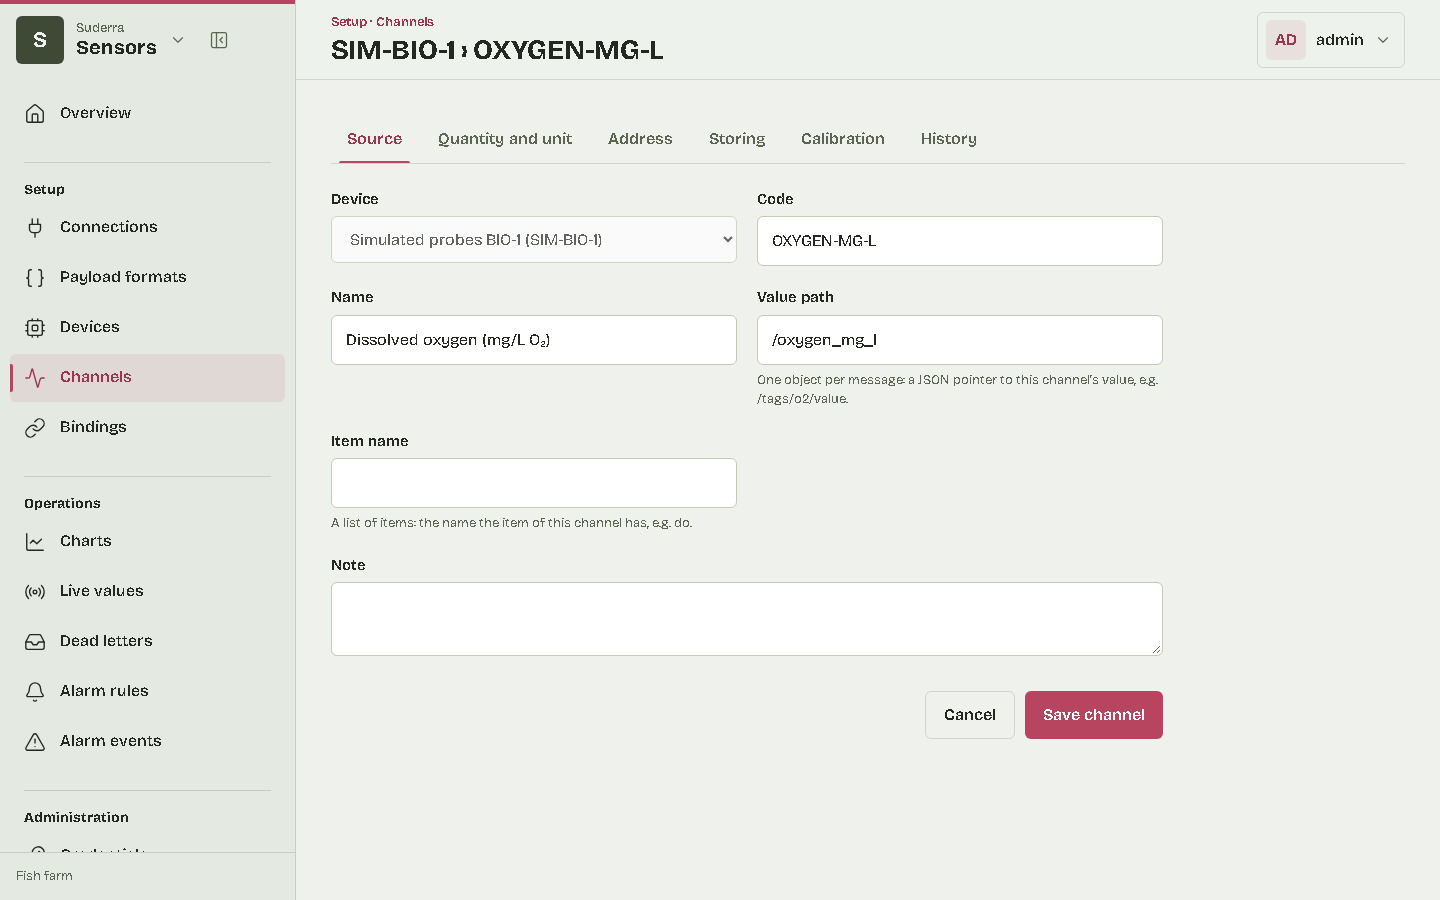 S
Suderra
Sensors
Overview
Setup
Connections
Payload formats
Devices
Channels
Bindings
Operations
Charts
Live values
Dead letters
Alarm rules
Alarm events
Administration
Fish farm
Setup · Channels
SIM-BIO-1 › OXYGEN-MG-L
AD admin
Source Quantity and unit Address Storing Calibration History
Device
Simulated probes BIO-1 (SIM-BIO-1)
Code
OXYGEN-MG-L
Name
Dissolved oxygen (mg/L O₂)
Value path
/oxygen_mg_l
One object per message: a JSON pointer to this channel's value, e.g.
/tags/o2/value.
Item name
A list of items: the name the item of this channel has, e.g. do.
Note
Cancel Save channel